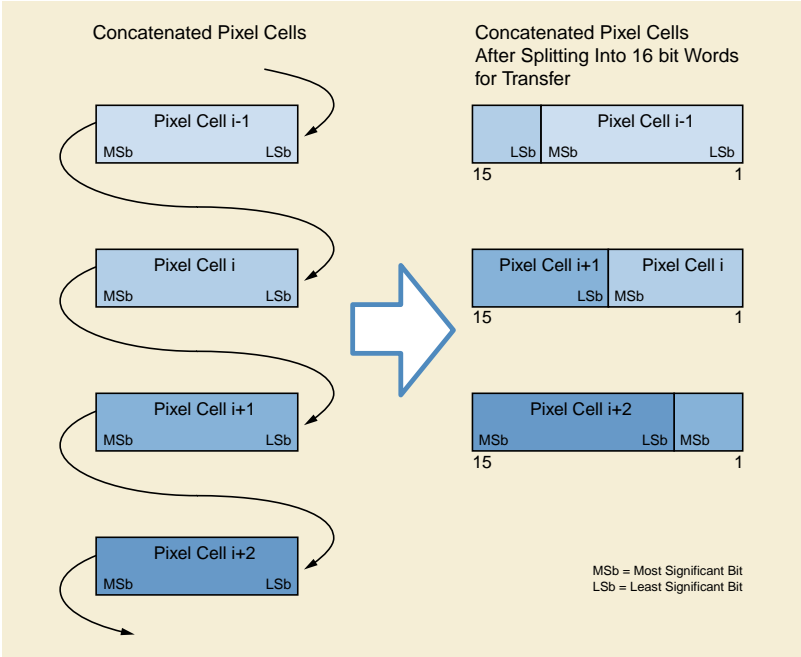 Concatenated Pixel Cells
Pixel Cell i-1
MSb LSb
Pixel Cell i
MSb LSb
Pixel Cell i+1
MSb LSb
Pixel Cell i+2
MSb LSb
Concatenated Pixel Cells
After Splitting Into 16 bit Words
for Transfer
Pixel Cell i-1
LSb MSb LSb
15 1
Pixel Cell i+1 Pixel Cell i
LSb MSb
15 1
Pixel Cell i+2
MSb LSb MSb
15 1
MSb = Most Significant Bit
LSb = Least Significant Bit